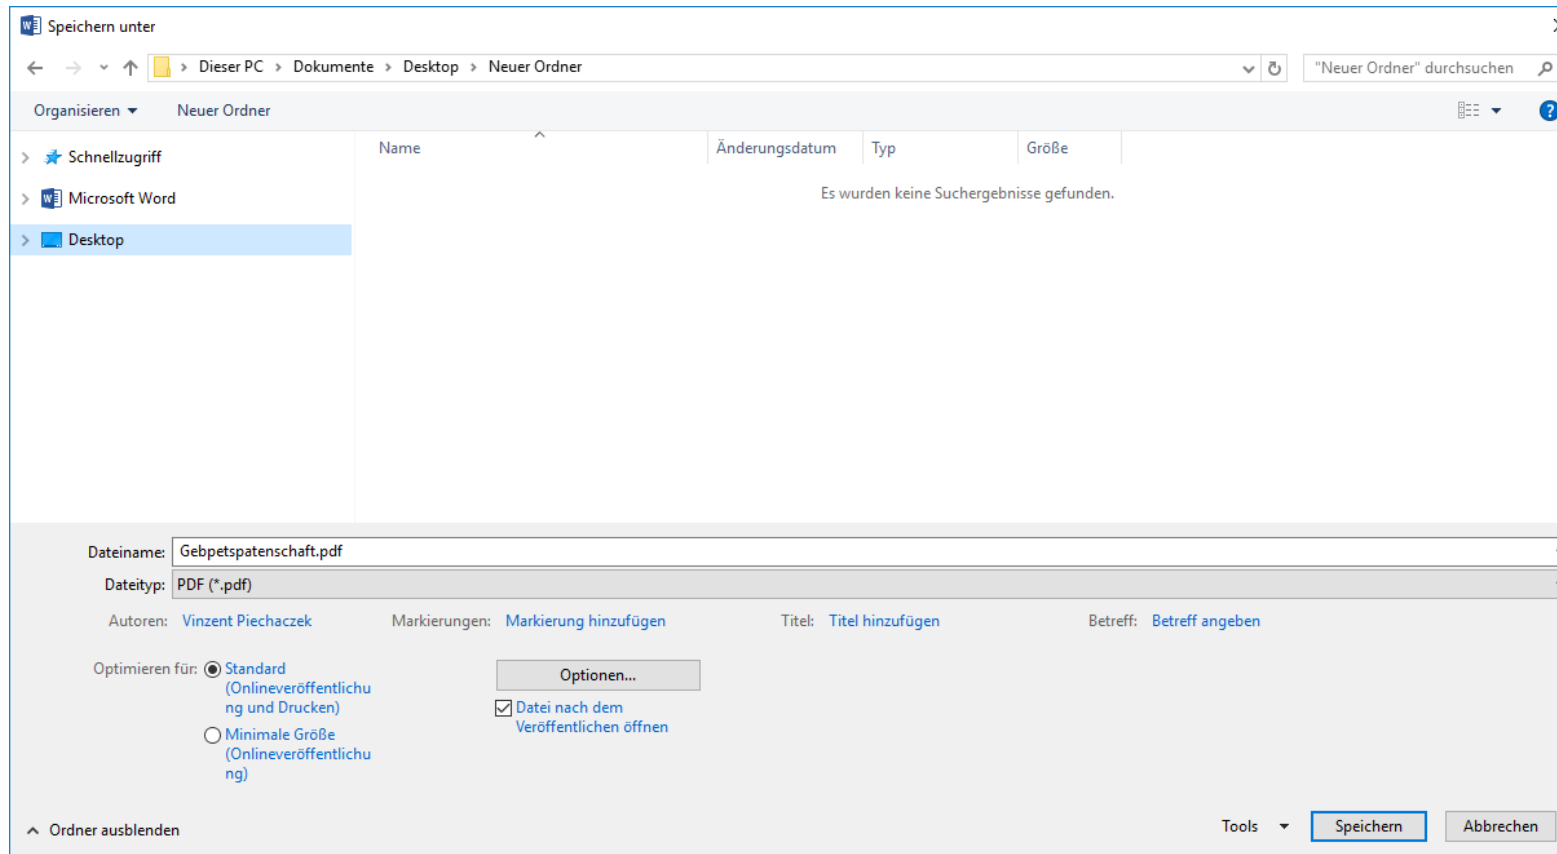 Speichern unter
Dieser PC > Dokumente > Desktop > Neuer Ordner
"Neuer Ordner" durchsuchen
Organisieren Neuer Ordner
Name Änderungsdatum Typ Größe
Schnellzugriff
Microsoft Word
Desktop
Es wurden keine Suchergebnisse gefunden.
Dateiname: Gebpetspatenschaft.pdf
Dateityp: PDF (*.pdf)
Autoren: Vinzent Piechaczek Markierungen: Markierung hinzufügen Titel: Titel hinzufügen Betreff: Betreff angeben
Optimieren für: Standard
(Onlineveröffentlichu
ng und Drucken)
Minimale Größe
(Onlineveröffentlichu
ng)
Optionen...
Datei nach dem
Veröffentlichen öffnen
Ordner ausblenden
Tools Speichern Abbrechen